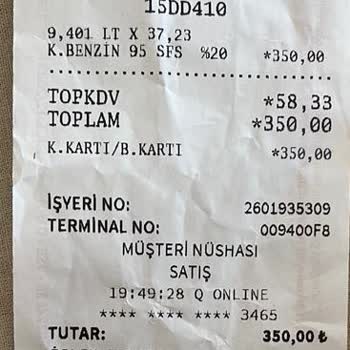 15DD410
9,401 LT X 37,23
K.BENZİN 95 SFS %20 *350,00
TOPKDV *58,33
TOPLAM *350,00
K.KARTI/B.KARTI *350,00
İŞYERİ NO: 2601935309
TERMINAL NO: 009400F8
MÜŞTERİ NÜSHASI
SATIŞ
19:49:28 Q ONLINE
**** **** **** 3465
TUTAR: 350,00 ₺